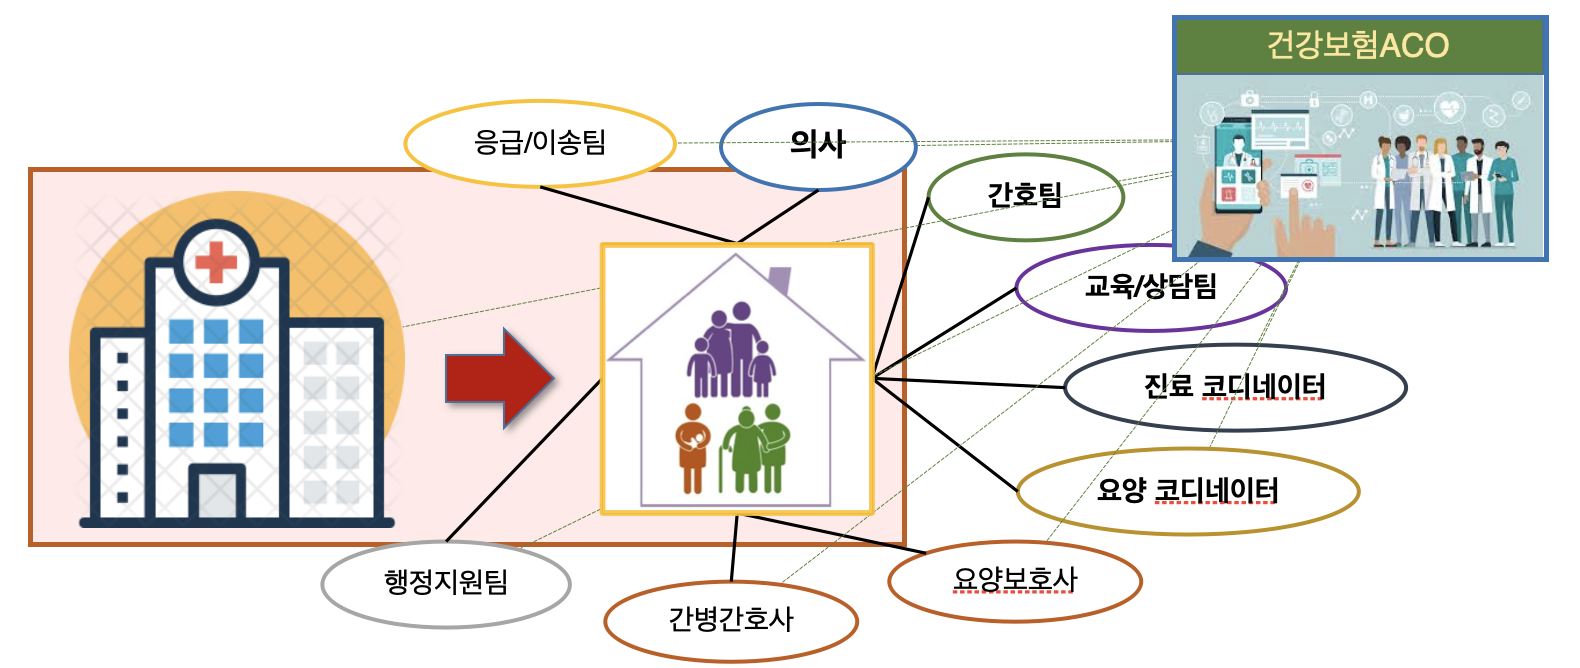 건강보험ACO
응급/이송팀
의사
간호팀
교육/상담팀
진료 코디네이터
요양 코디네이터
행정지원팀
간병간호사
요양보호사